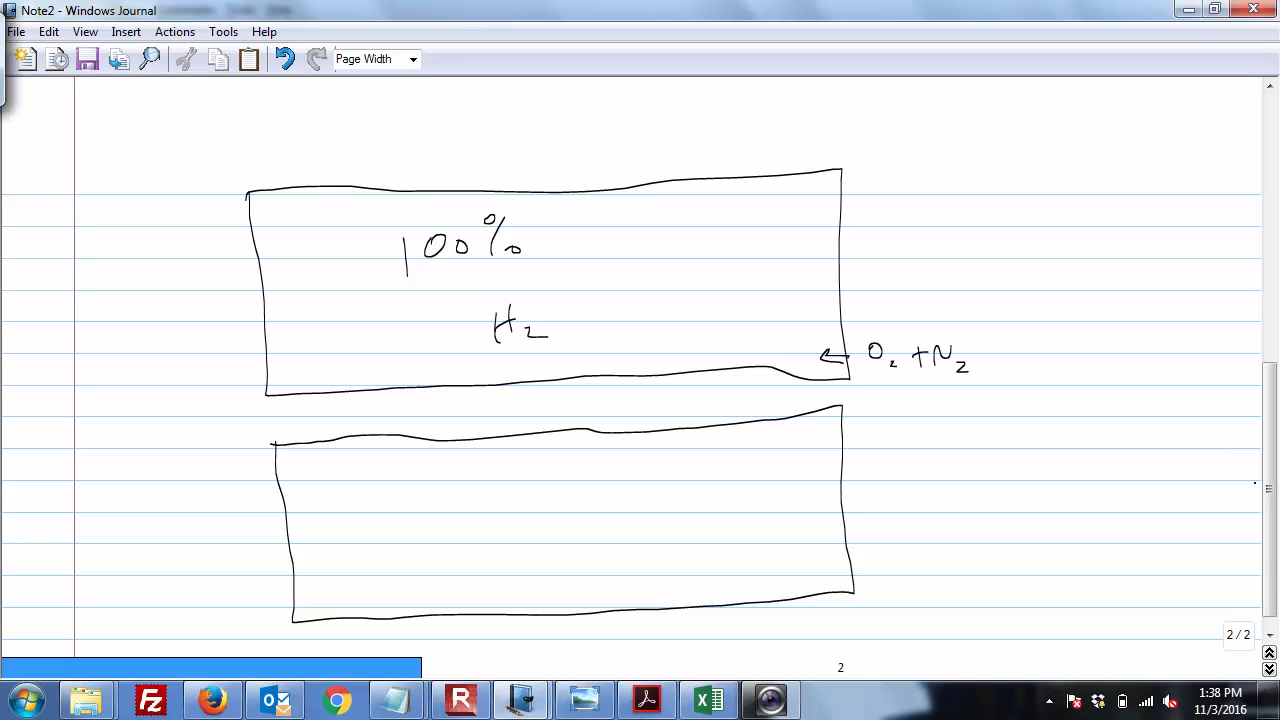 Note2 - Windows Journal
File Edit View Insert Actions Tools Help
Page Width
100%
H2
← O2 + N2
2 / 2
2
1:38 PM
11/3/2016